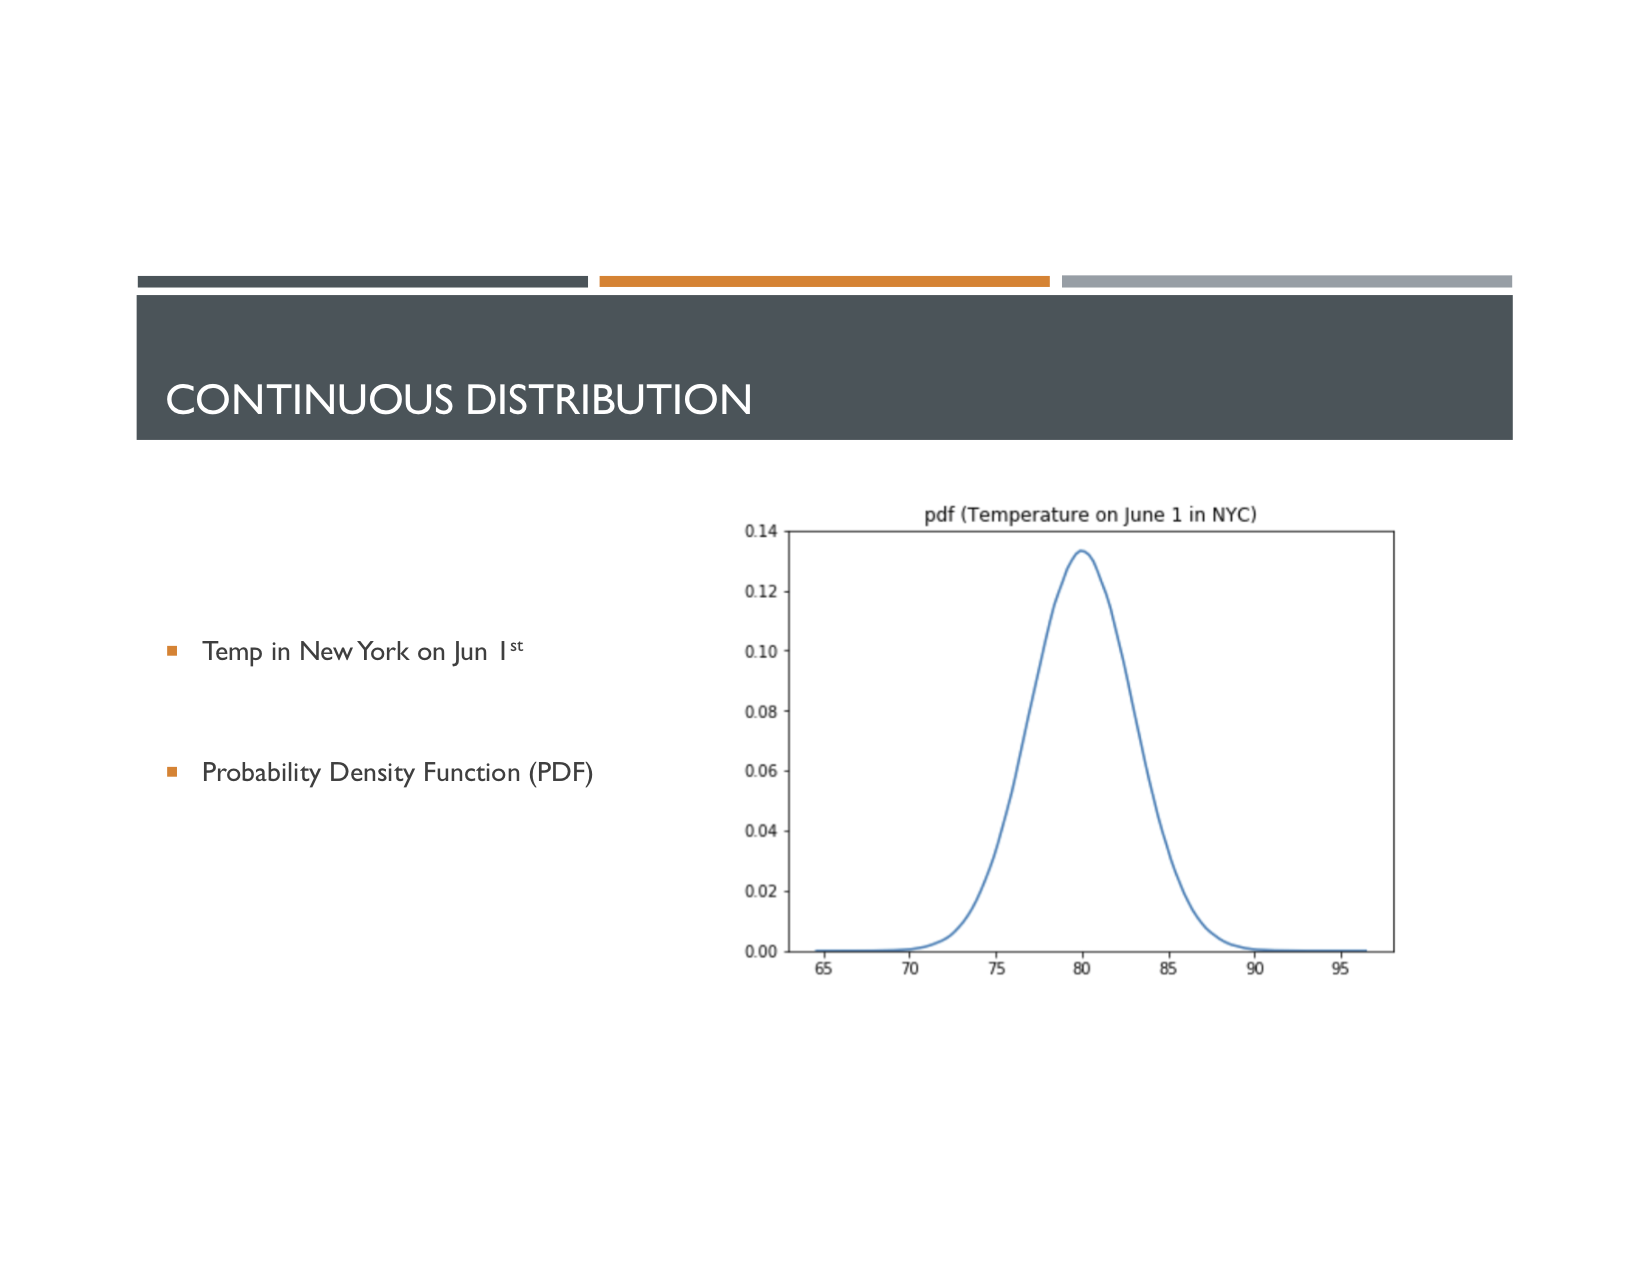 CONTINUOUS DISTRIBUTION
Temp in New York on Jun 1st
Probability Density Function (PDF)
pdf (Temperature on June 1 in NYC)
0.14
0.12
0.10
0.08
0.06
0.04
0.02
0.00
65 70 75 80 85 90 95